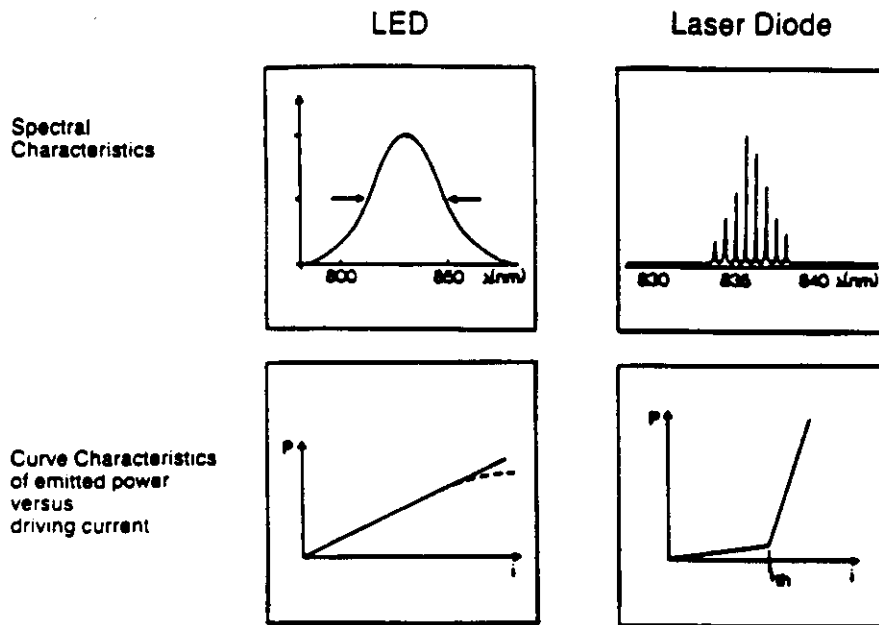 LED
Laser Diode
Spectral
Characteristics
800 850 λ(nm)
830 835 840 λ(nm)
Curve Characteristics
of emitted power
versus
driving current
P
i
P
i th
i